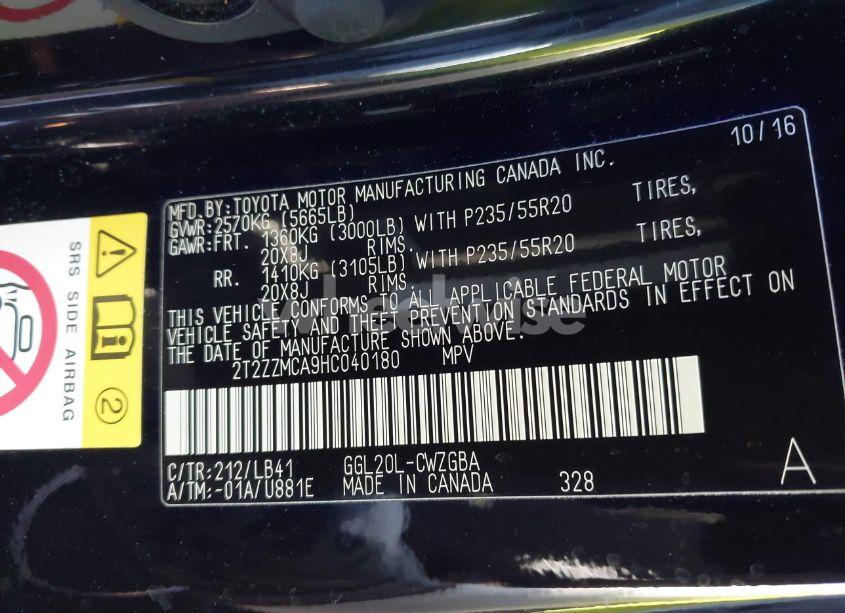 10/16
MFD.BY:TOYOTA MOTOR MANUFACTURING CANADA INC.
GVWR:2570KG (5665LB)
GAWR:FRT. 1360KG (3000LB) WITH P235/55R20 TIRES,
20X8J RIMS.
RR. 1410KG (3105LB) WITH P235/55R20 TIRES,
20X8J RIMS.
THIS VEHICLE CONFORMS TO ALL APPLICABLE FEDERAL MOTOR
VEHICLE SAFETY AND THEFT PREVENTION STANDARDS IN EFFECT ON
THE DATE OF MANUFACTURE SHOWN ABOVE.
2T2ZZMCA9HC040180 MPV
C/TR:212/LB41 GGL20L-CWZGBA
A/TM:-01A/U881E MADE IN CANADA 328
A
SRS SIDE AIRBAG
2